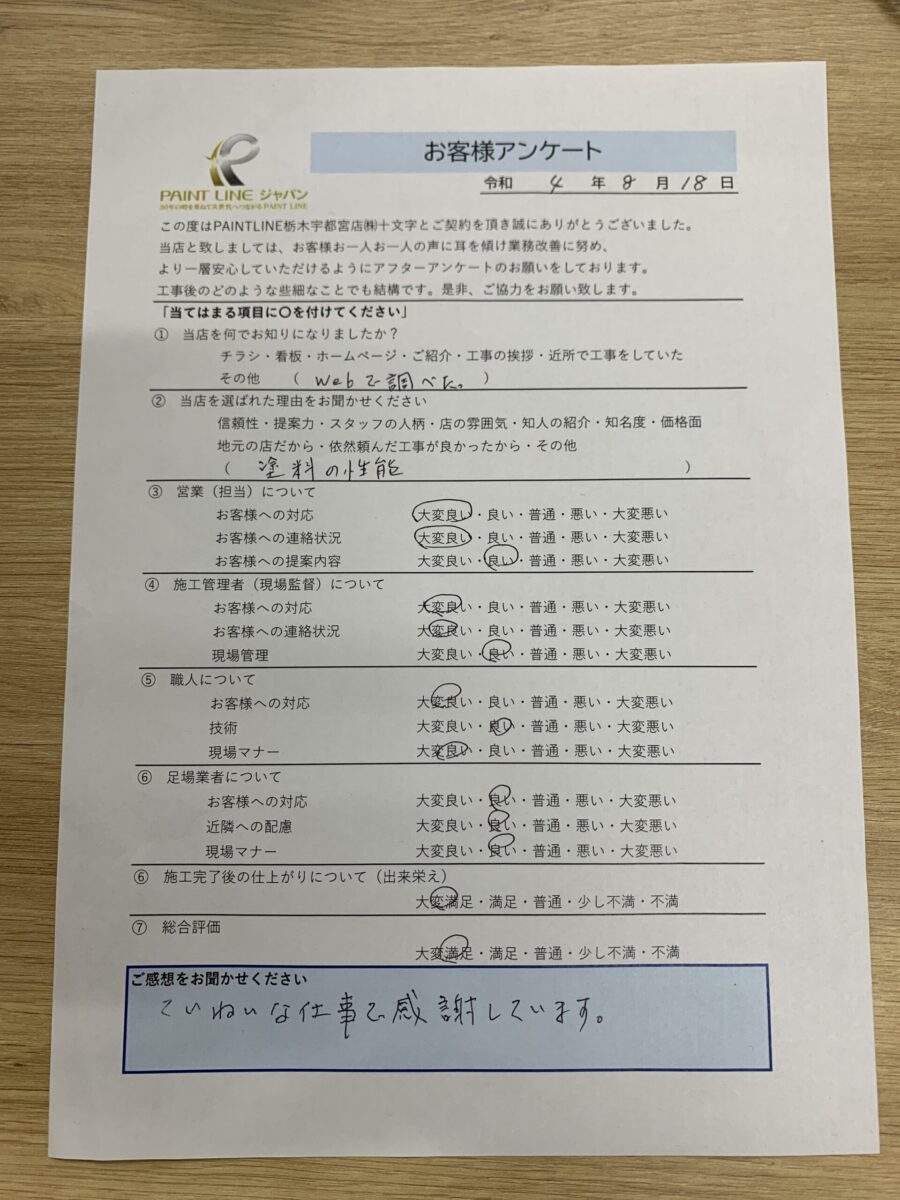 お客様アンケート
令和 4 年 8 月 18 日
PAINT LINE ジャパン
30年の時を重ねて次世代へつながるPAINT LINE
この度はPAINTLINE栃木宇都宮店㈱十文字とご契約を頂き誠にありがとうございました。
当店と致しましては、お客様お一人お一人の声に耳を傾け業務改善に努め、
より一層安心していただけるようにアフターアンケートのお願いをしております。
工事後のどのような些細なことでも結構です。是非、ご協力をお願い致します。
「当てはまる項目に〇を付けてください」
① 当店を何でお知りになりましたか？
チラシ・看板・ホームページ・ご紹介・工事の挨拶・近所で工事をしていた
その他 （ Webで調べた。 ）
② 当店を選ばれた理由をお聞かせください
信頼性・提案力・スタッフの人柄・店の雰囲気・知人の紹介・知名度・価格面
地元の店だから・依然頼んだ工事が良かったから・その他
（ 塗料の性能 ）
③ 営業（担当）について
お客様への対応 大変良い・良い・普通・悪い・大変悪い
お客様への連絡状況 大変良い・良い・普通・悪い・大変悪い
お客様への提案内容 大変良い・良い・普通・悪い・大変悪い
④ 施工管理者（現場監督）について
お客様への対応 大変良い・良い・普通・悪い・大変悪い
お客様への連絡状況 大変良い・良い・普通・悪い・大変悪い
現場管理 大変良い・良い・普通・悪い・大変悪い
⑤ 職人について
お客様への対応 大変良い・良い・普通・悪い・大変悪い
技術 大変良い・良い・普通・悪い・大変悪い
現場マナー 大変良い・良い・普通・悪い・大変悪い
⑥ 足場業者について
お客様への対応 大変良い・良い・普通・悪い・大変悪い
近隣への配慮 大変良い・良い・普通・悪い・大変悪い
現場マナー 大変良い・良い・普通・悪い・大変悪い
⑥ 施工完了後の仕上がりについて（出来栄え）
大変満足・満足・普通・少し不満・不満
⑦ 総合評価
大変満足・満足・普通・少し不満・不満
ご感想をお聞かせください
ていねいな仕事で感謝しています。